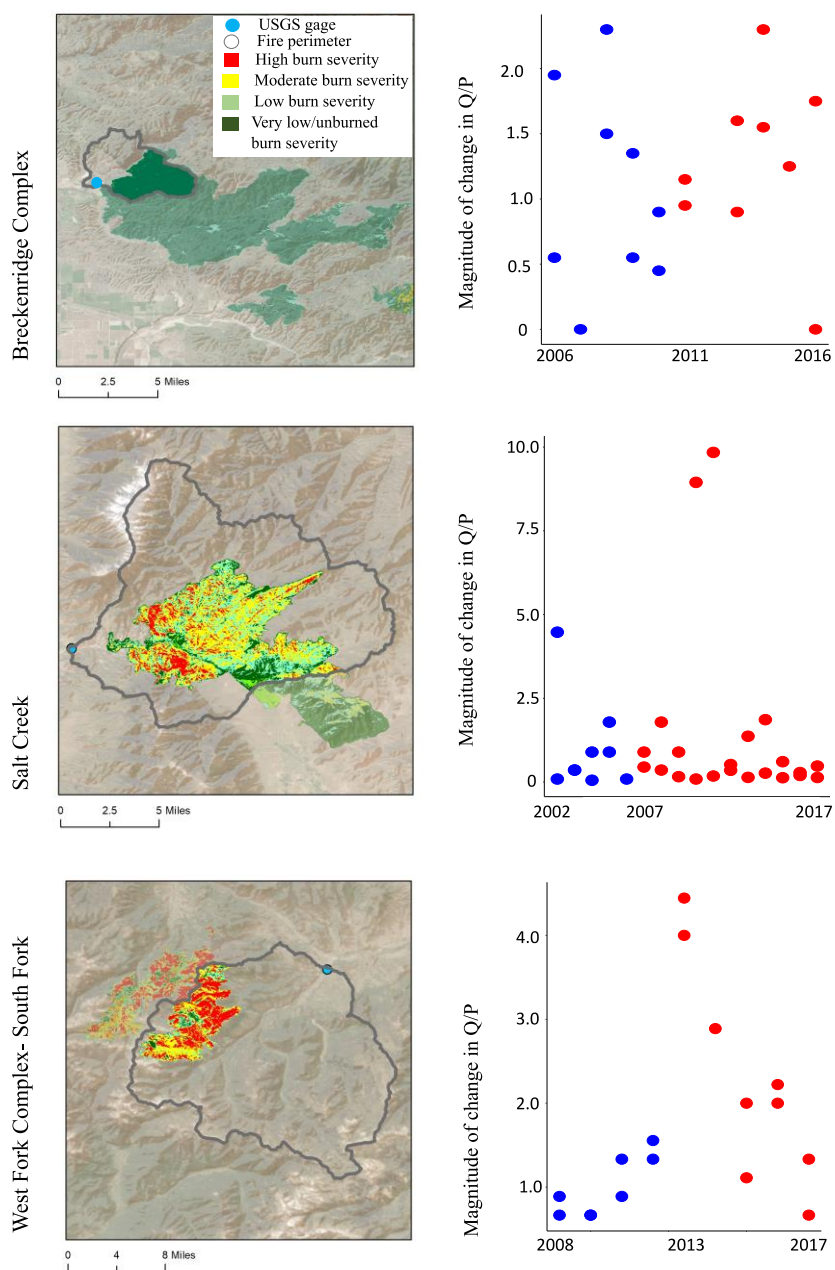 USGS gage
Fire perimeter
High burn severity
Moderate burn severity
Low burn severity
Very low/unburned
burn severity
Breckenridge Complex
0 2.5 5 Miles
Magnitude of change in Q/P
2.0
1.5
1.0
0.5
0
2006 2011 2016
Salt Creek
0 2.5 5 Miles
Magnitude of change in Q/P
10.0
7.5
5.0
2.5
0
2002 2007 2017
West Fork Complex- South Fork
0 4 8 Miles
Magnitude of change in Q/P
4.0
3.0
2.0
1.0
2008 2013 2017